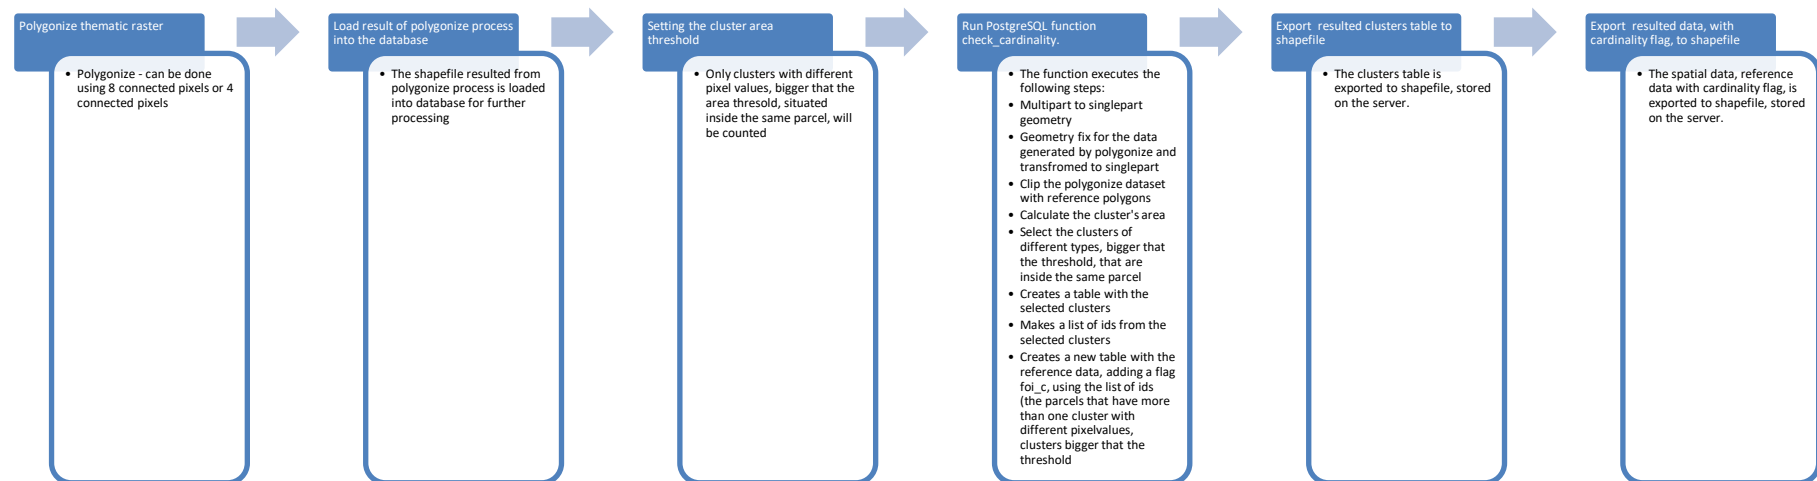 Polygonize thematic raster
• Polygonize - can be done
using 8 connected pixels or 4
connected pixels
Load result of polygonize process
into the database
• The shapefile resulted from
polygonize process is loaded
into database for further
processing
Setting the cluster area
threshold
• Only clusters with different
pixel values, bigger that the
area thresold, situated
inside the same parcel, will
be counted
Run PostgreSQL function
check_cardinality.
• The function executes the
following steps:
• Multipart to singlepart
geometry
• Geometry fix for the data
generated by polygonize and
transfromed to singlepart
• Clip the polygonize dataset
with reference polygons
• Calculate the cluster's area
• Select the clusters of
different types, bigger that
the threshold, that are
inside the same parcel
• Creates a table with the
selected clusters
• Makes a list of ids from the
selected clusters
• Creates a new table with the
reference data, adding a flag
foi_c, using the list of ids
(the parcels that have more
than one cluster with
different pixelvalues,
clusters bigger that the
threshold
Export resulted clusters table to
shapefile
• The clusters table is
exported to shapefile, stored
on the server.
Export resulted data, with
cardinality flag, to shapefile
• The spatial data, reference
data with cardinality flag, is
exported to shapefile, stored
on the server.